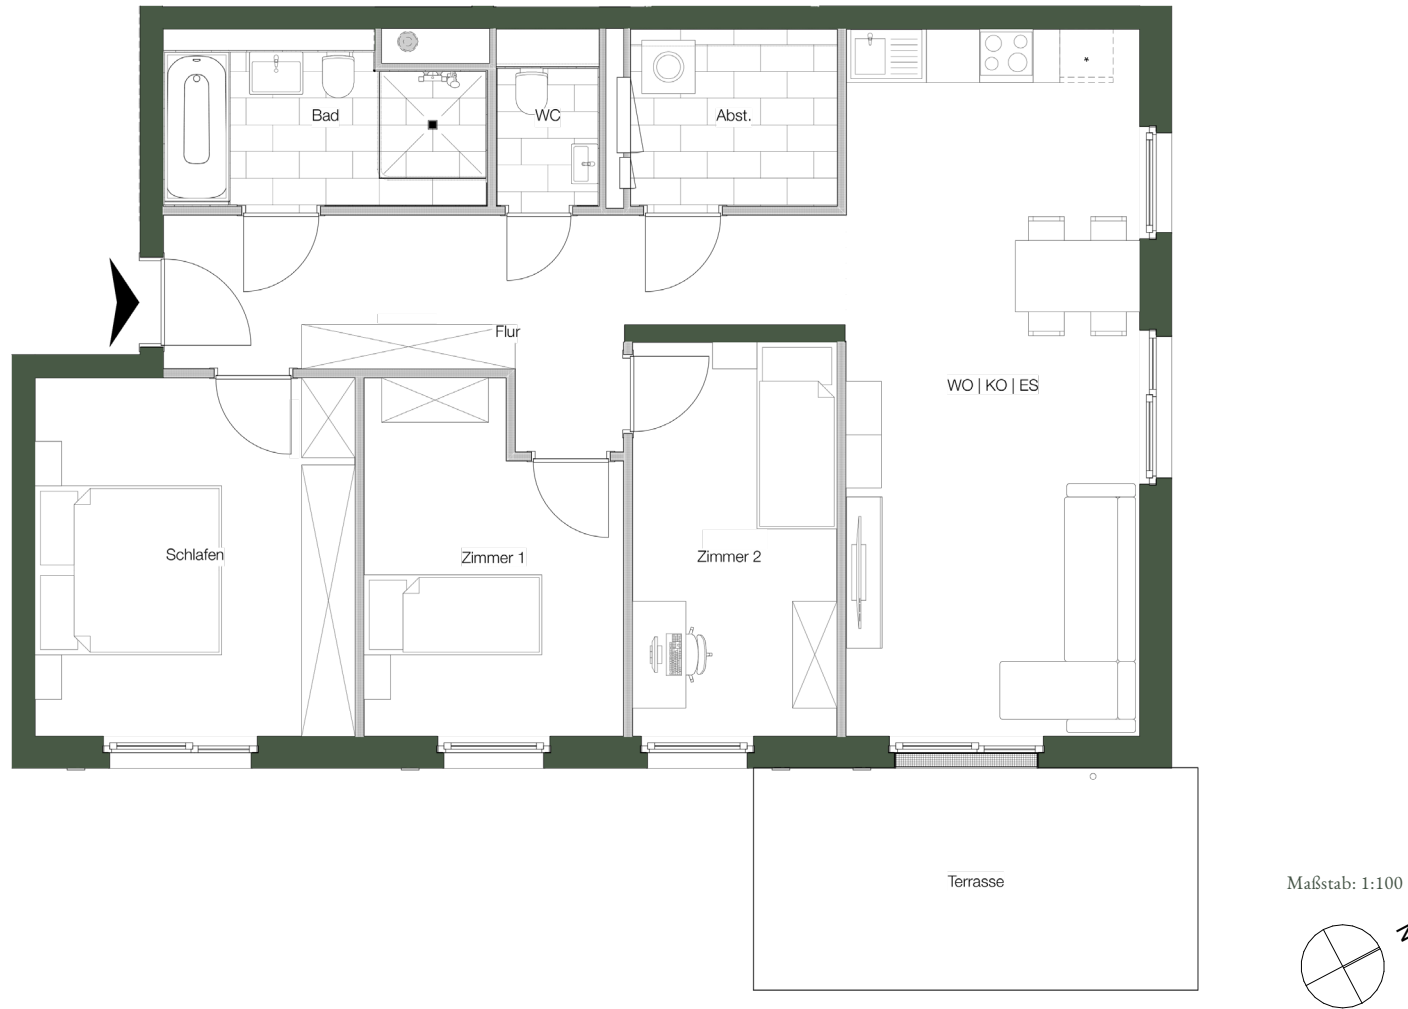 Bad
WC
Abst.
*
Flur
WO | KO | ES
Schlafen
Zimmer 1
Zimmer 2
Terrasse
Maßstab: 1:100
N